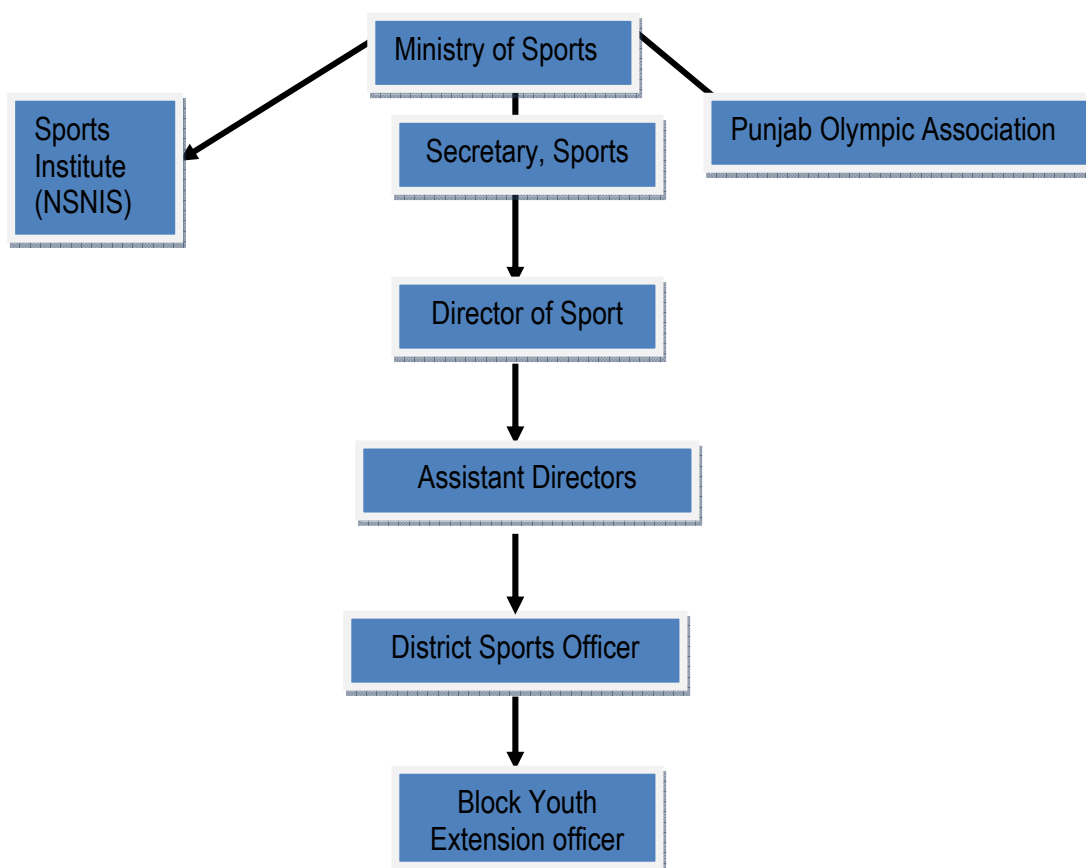 Ministry of Sports
Sports
Institute
(NSNIS)
Punjab Olympic Association
Secretary, Sports
Director of Sport
Assistant Directors
District Sports Officer
Block Youth
Extension officer